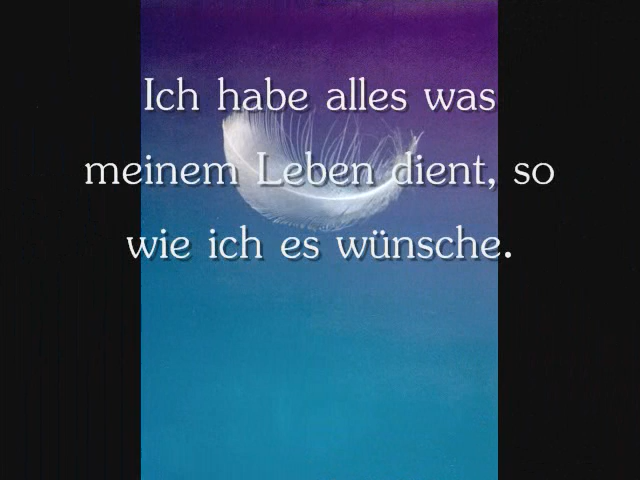 Ich habe alles was
meinem Leben dient, so
wie ich es wünsche.